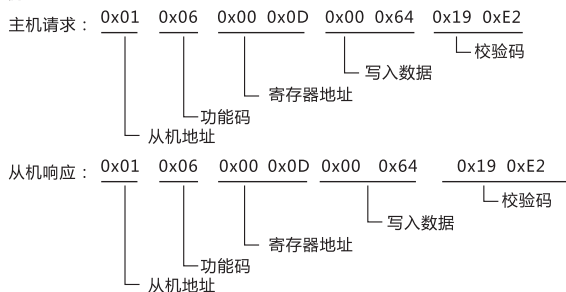 主机请求： 0x01 0x06 0x00 0x0D 0x00 0x64 0x19 0xE2
校验码
写入数据
寄存器地址
功能码
从机地址
从机响应： 0x01 0x06 0x00 0x0D 0x00 0x64 0x19 0xE2
校验码
写入数据
寄存器地址
功能码
从机地址